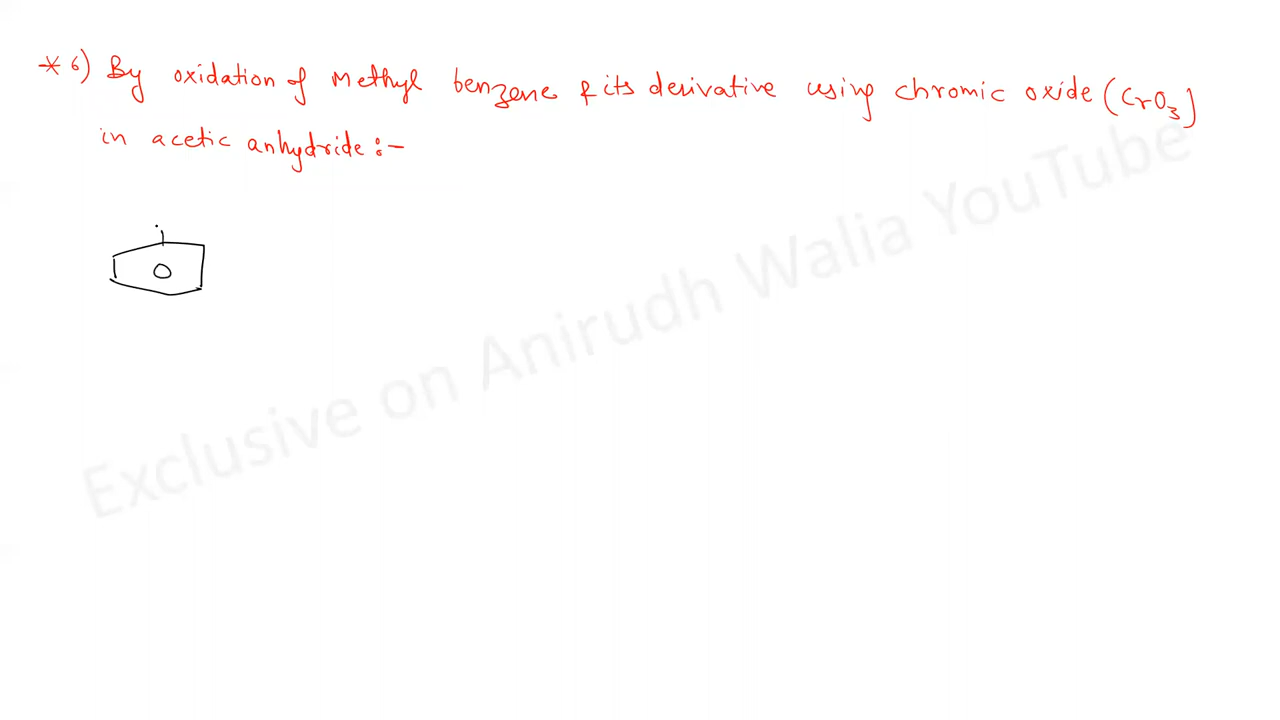 * 6) By oxidation of Methyl benzene & its derivative using chromic oxide (CrO3)
in acetic anhydride :-
Exclusive on Anirudh Walia YouTube